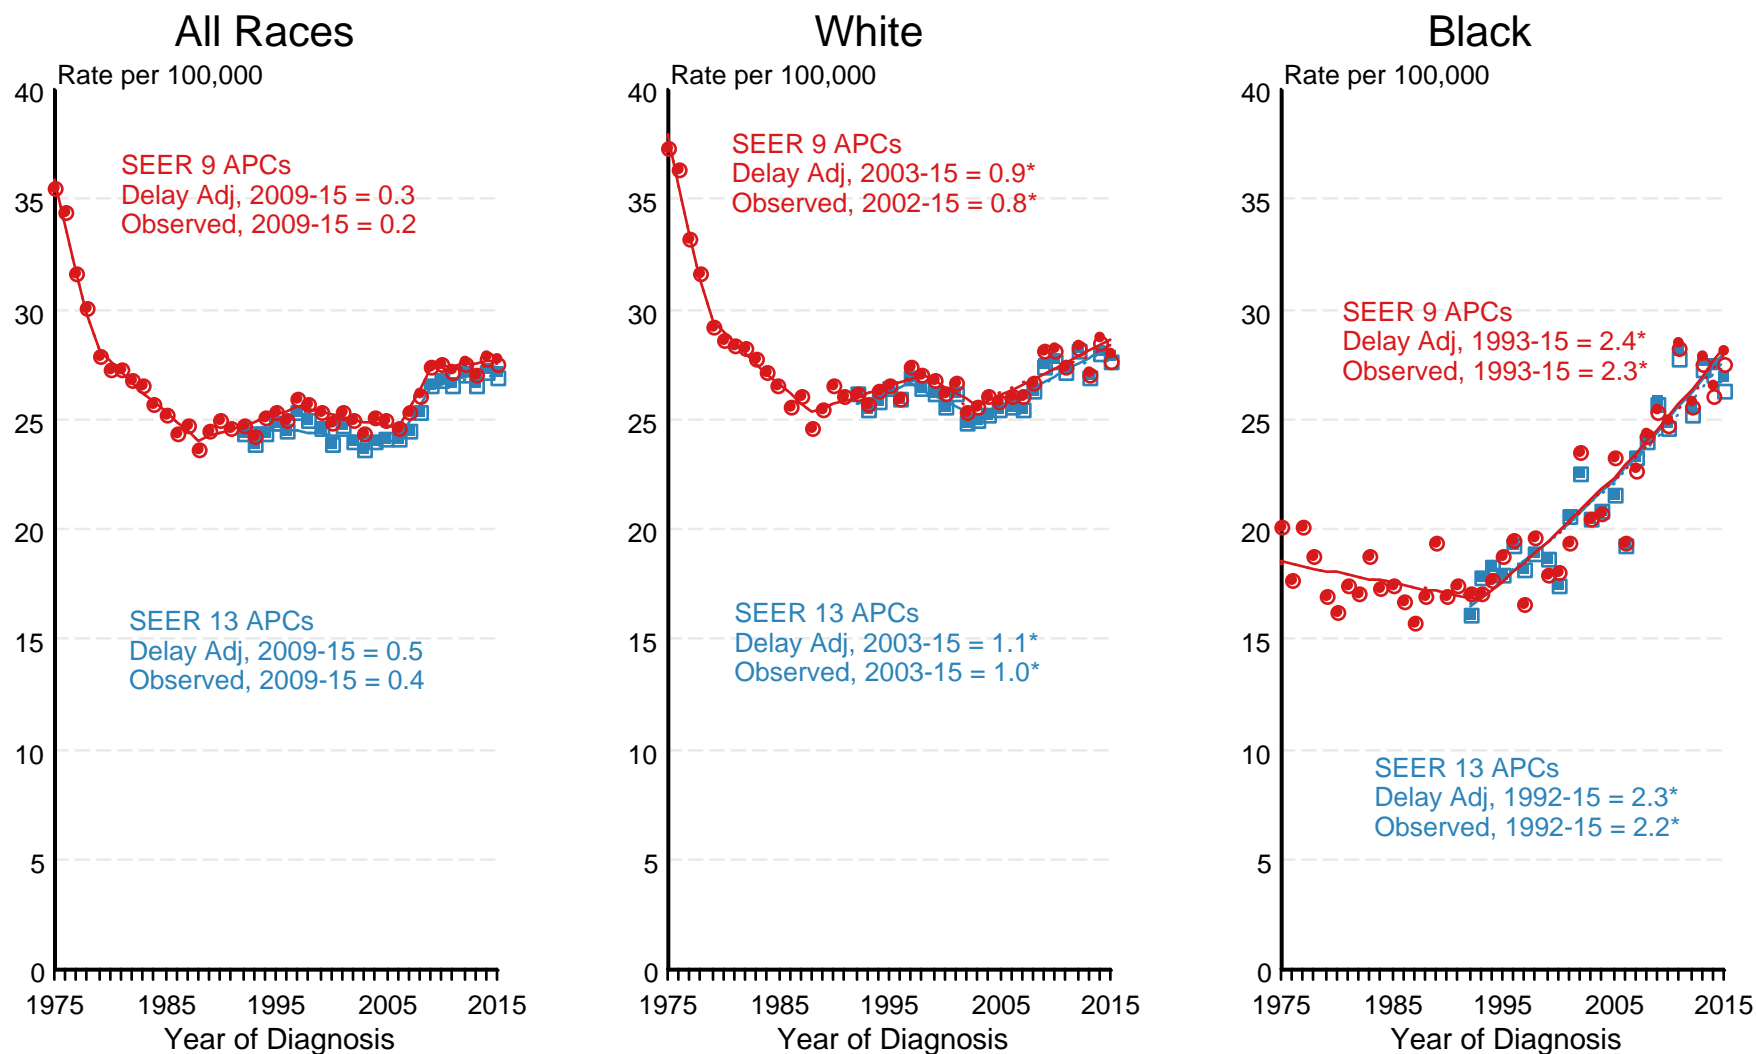 All Races
Rate per 100,000
40
35
30
25
20
15
10
5
0
SEER 9 APCs
Delay Adj, 2009-15 = 0.3
Observed, 2009-15 = 0.2
SEER 13 APCs
Delay Adj, 2009-15 = 0.5
Observed, 2009-15 = 0.4
1975 1985 1995 2005 2015
Year of Diagnosis
White
Rate per 100,000
40
35
30
25
20
15
10
5
0
SEER 9 APCs
Delay Adj, 2003-15 = 0.9*
Observed, 2002-15 = 0.8*
SEER 13 APCs
Delay Adj, 2003-15 = 1.1*
Observed, 2003-15 = 1.0*
1975 1985 1995 2005 2015
Year of Diagnosis
Black
Rate per 100,000
40
35
30
25
20
15
10
5
0
SEER 9 APCs
Delay Adj, 1993-15 = 2.4*
Observed, 1993-15 = 2.3*
SEER 13 APCs
Delay Adj, 1992-15 = 2.3*
Observed, 1992-15 = 2.2*
1975 1985 1995 2005 2015
Year of Diagnosis